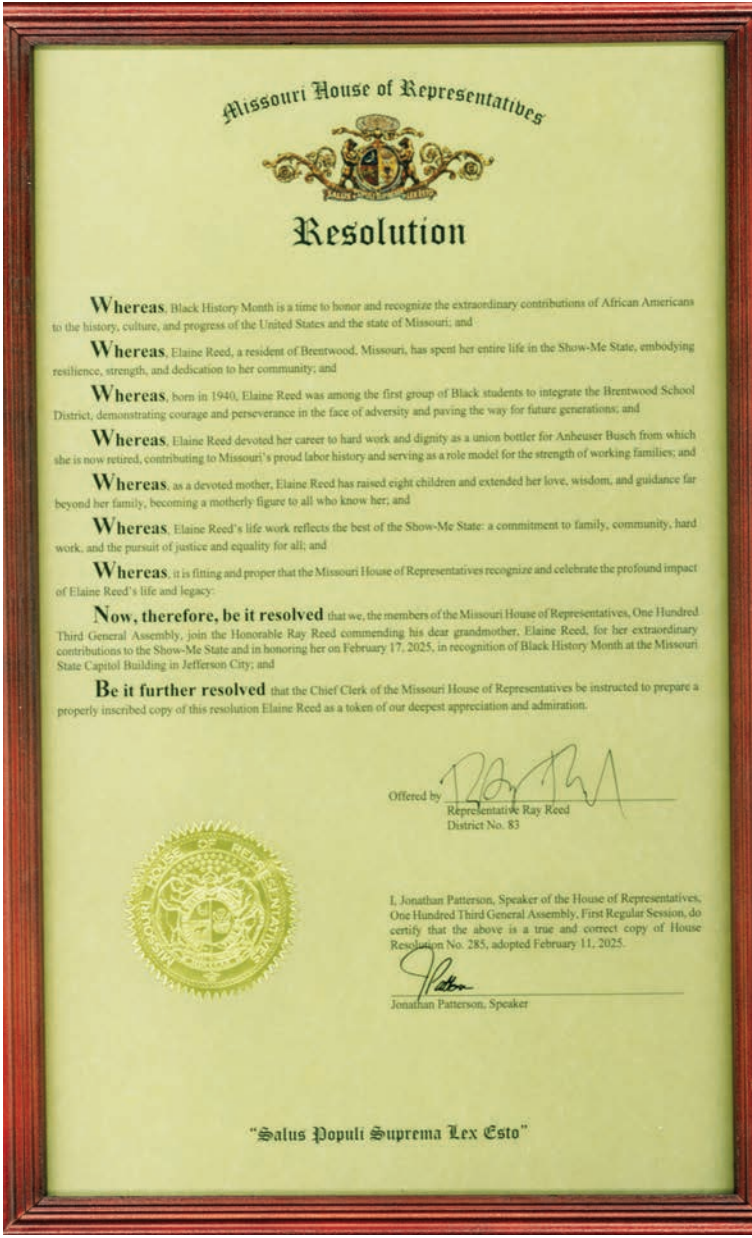 Missouri House of Representatives
SALUS POPULI SUPREMA LEX ESTO
Resolution
Whereas, Black History Month is a time to honor and recognize the extraordinary contributions of African Americans
to the history, culture, and progress of the United States and the state of Missouri; and
Whereas, Elaine Reed, a resident of Brentwood, Missouri, has spent her entire life in the Show-Me State, embodying
resilience, strength, and dedication to her community; and
Whereas, born in 1940, Elaine Reed was among the first group of Black students to integrate the Brentwood School
District, demonstrating courage and perseverance in the face of adversity and paving the way for future generations; and
Whereas, Elaine Reed devoted her career to hard work and dignity as a union bottler for Anheuser Busch from which
she is now retired, contributing to Missouri's proud labor history and serving as a role model for the strength of working families; and
Whereas, as a devoted mother, Elaine Reed has raised eight children and extended her love, wisdom, and guidance far
beyond her family, becoming a motherly figure to all who know her; and
Whereas, Elaine Reed's life work reflects the best of the Show-Me State: a commitment to family, community, hard
work, and the pursuit of justice and equality for all; and
Whereas, it is fitting and proper that the Missouri House of Representatives recognize and celebrate the profound impact
of Elaine Reed's life and legacy:
Now, therefore, be it resolved that we, the members of the Missouri House of Representatives, One Hundred
Third General Assembly, join the Honorable Ray Reed commending his dear grandmother, Elaine Reed, for her extraordinary
contributions to the Show-Me State and in honoring her on February 17, 2025, in recognition of Black History Month at the Missouri
State Capitol Building in Jefferson City; and
Be it further resolved that the Chief Clerk of the Missouri House of Representatives be instructed to prepare a
properly inscribed copy of this resolution Elaine Reed as a token of our deepest appreciation and admiration.
Offered by
Representative Ray Reed
District No. 83
MISSOURI HOUSE OF REPRESENTATIVES
I, Jonathan Patterson, Speaker of the House of Representatives,
One Hundred Third General Assembly, First Regular Session, do
certify that the above is a true and correct copy of House
Resolution No. 285, adopted February 11, 2025.
Jonathan Patterson, Speaker
"Salus Populi Suprema Lex Esto"